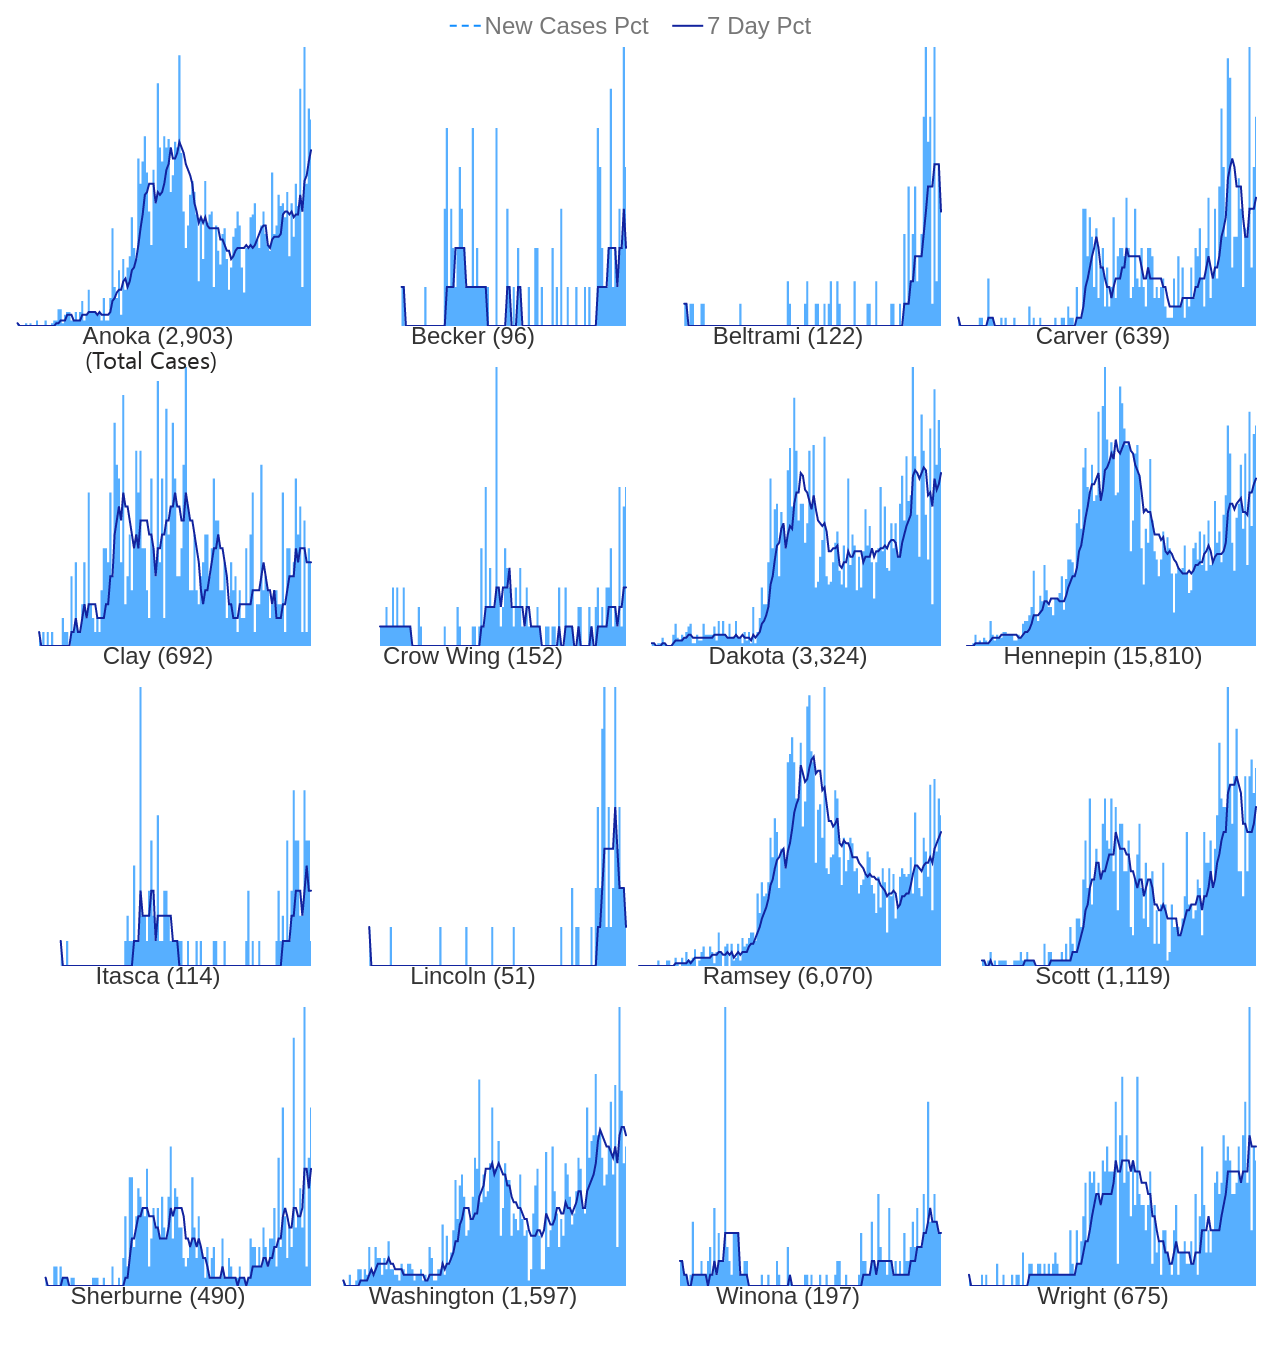 New Cases Pct 7 Day Pct
Anoka (2,903) Becker (96) Beltrami (122) Carver (639)
(Total Cases)
Clay (692) Crow Wing (152) Dakota (3,324) Hennepin (15,810)
Itasca (114) Lincoln (51) Ramsey (6,070) Scott (1,119)
Sherburne (490) Washington (1,597) Winona (197) Wright (675)